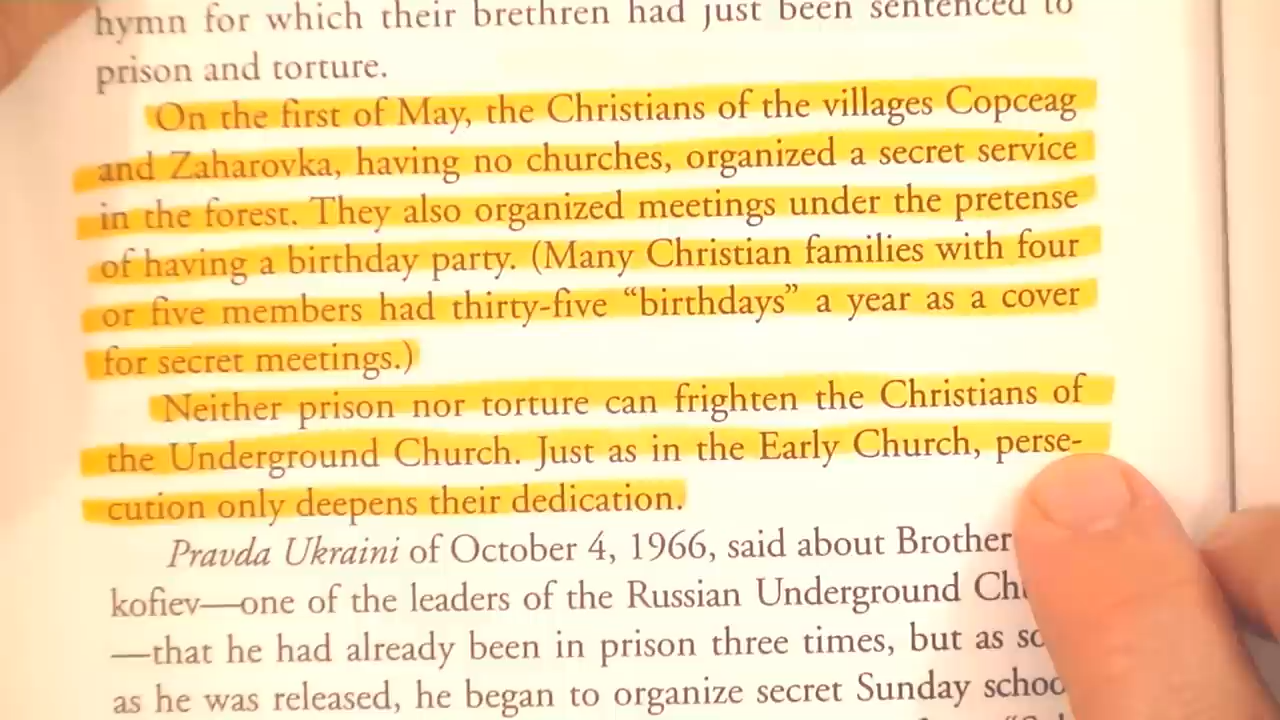 hymn for which their brethren had just been sentenced to
prison and torture.
On the first of May, the Christians of the villages Copceag
and Zaharovka, having no churches, organized a secret service
in the forest. They also organized meetings under the pretense
of having a birthday party. (Many Christian families with four
or five members had thirty-five “birthdays” a year as a cover
for secret meetings.)
Neither prison nor torture can frighten the Christians of
the Underground Church. Just as in the Early Church, perse-
cution only deepens their dedication.
Pravda Ukraini of October 4, 1966, said about Brother
kofiev—one of the leaders of the Russian Underground
—that he had already been in prison three times, but as
as he was released, he began to organize secret Sunday